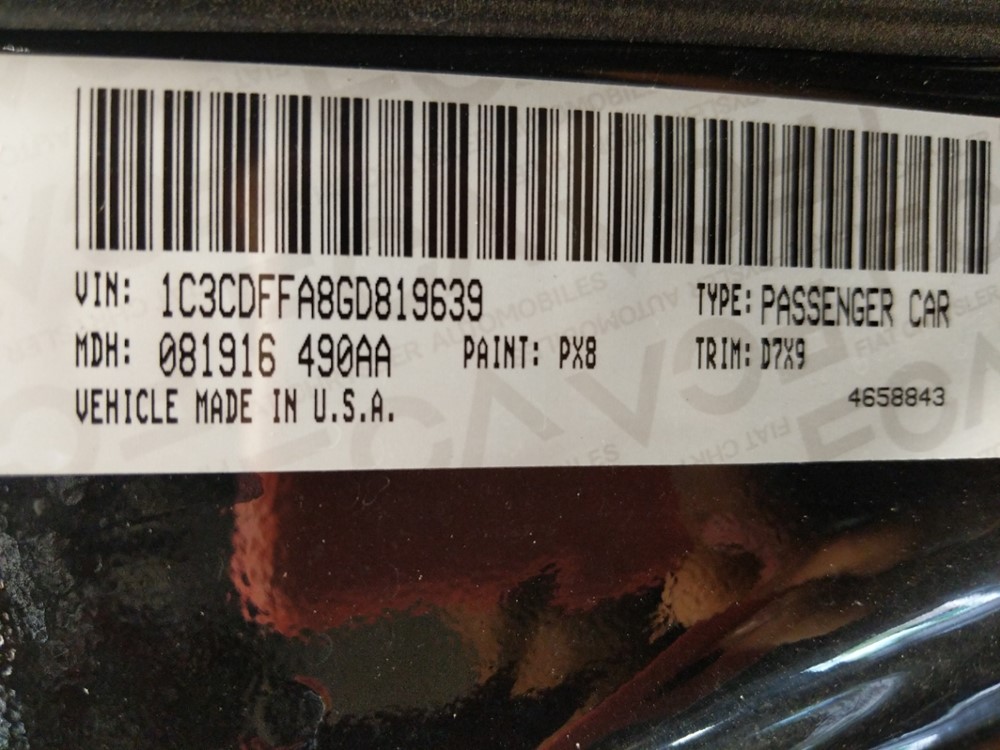 VIN: 1C3CDFFA8GD819639 TYPE: PASSENGER CAR
MDH: 081916 490AA PAINT: PX8 TRIM: D7X9
VEHICLE MADE IN U.S.A. 4658843